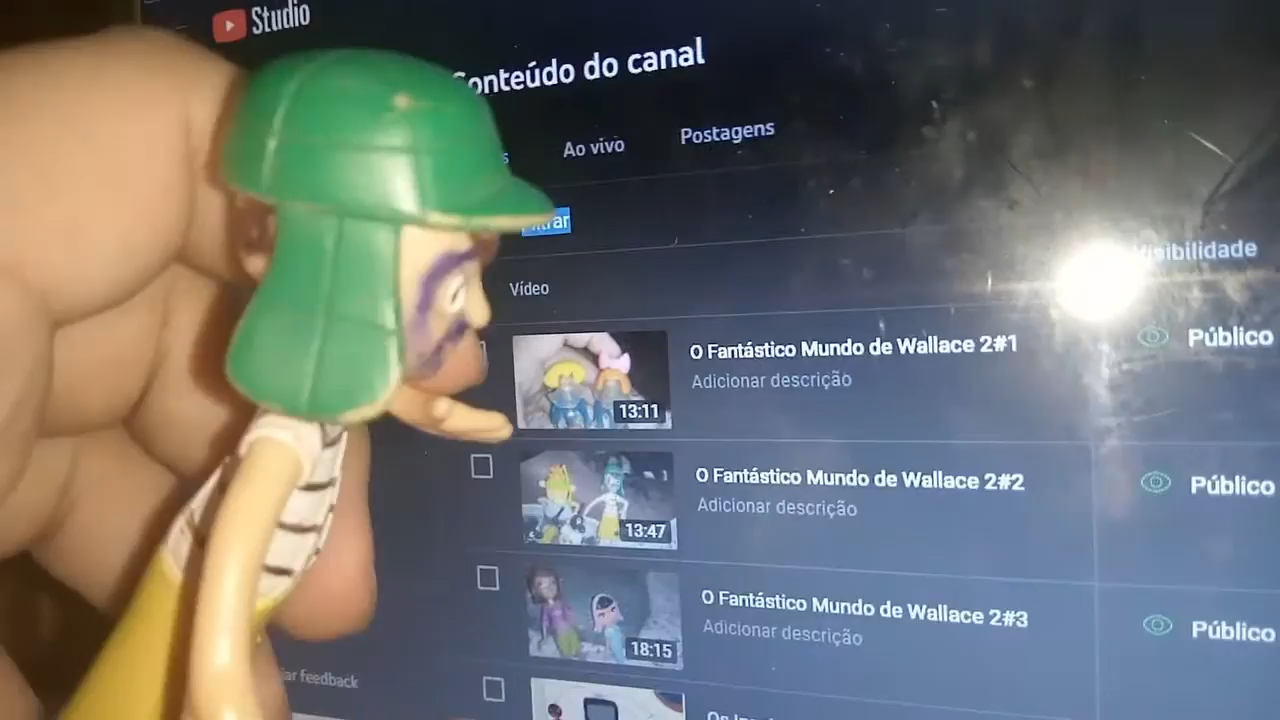 Studio
Conteúdo do canal
Ao vivo
Postagens
Filtrar
Vídeo
Visibilidade
O Fantástico Mundo de Wallace 2#1
Adicionar descrição
13:11
Público
O Fantástico Mundo de Wallace 2#2
Adicionar descrição
13:47
Público
O Fantástico Mundo de Wallace 2#3
Adicionar descrição
18:15
Público
feedback